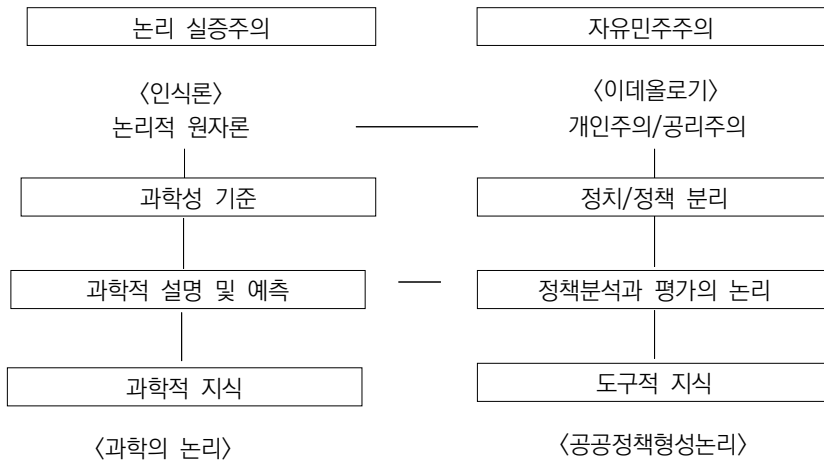 논리 실증주의
자유민주주의
〈인식론〉
〈이데올로기〉
논리적 원자론
개인주의/공리주의
과학성 기준
정치/정책 분리
과학적 설명 및 예측
정책분석과 평가의 논리
과학적 지식
도구적 지식
〈과학의 논리〉
〈공공정책형성논리〉